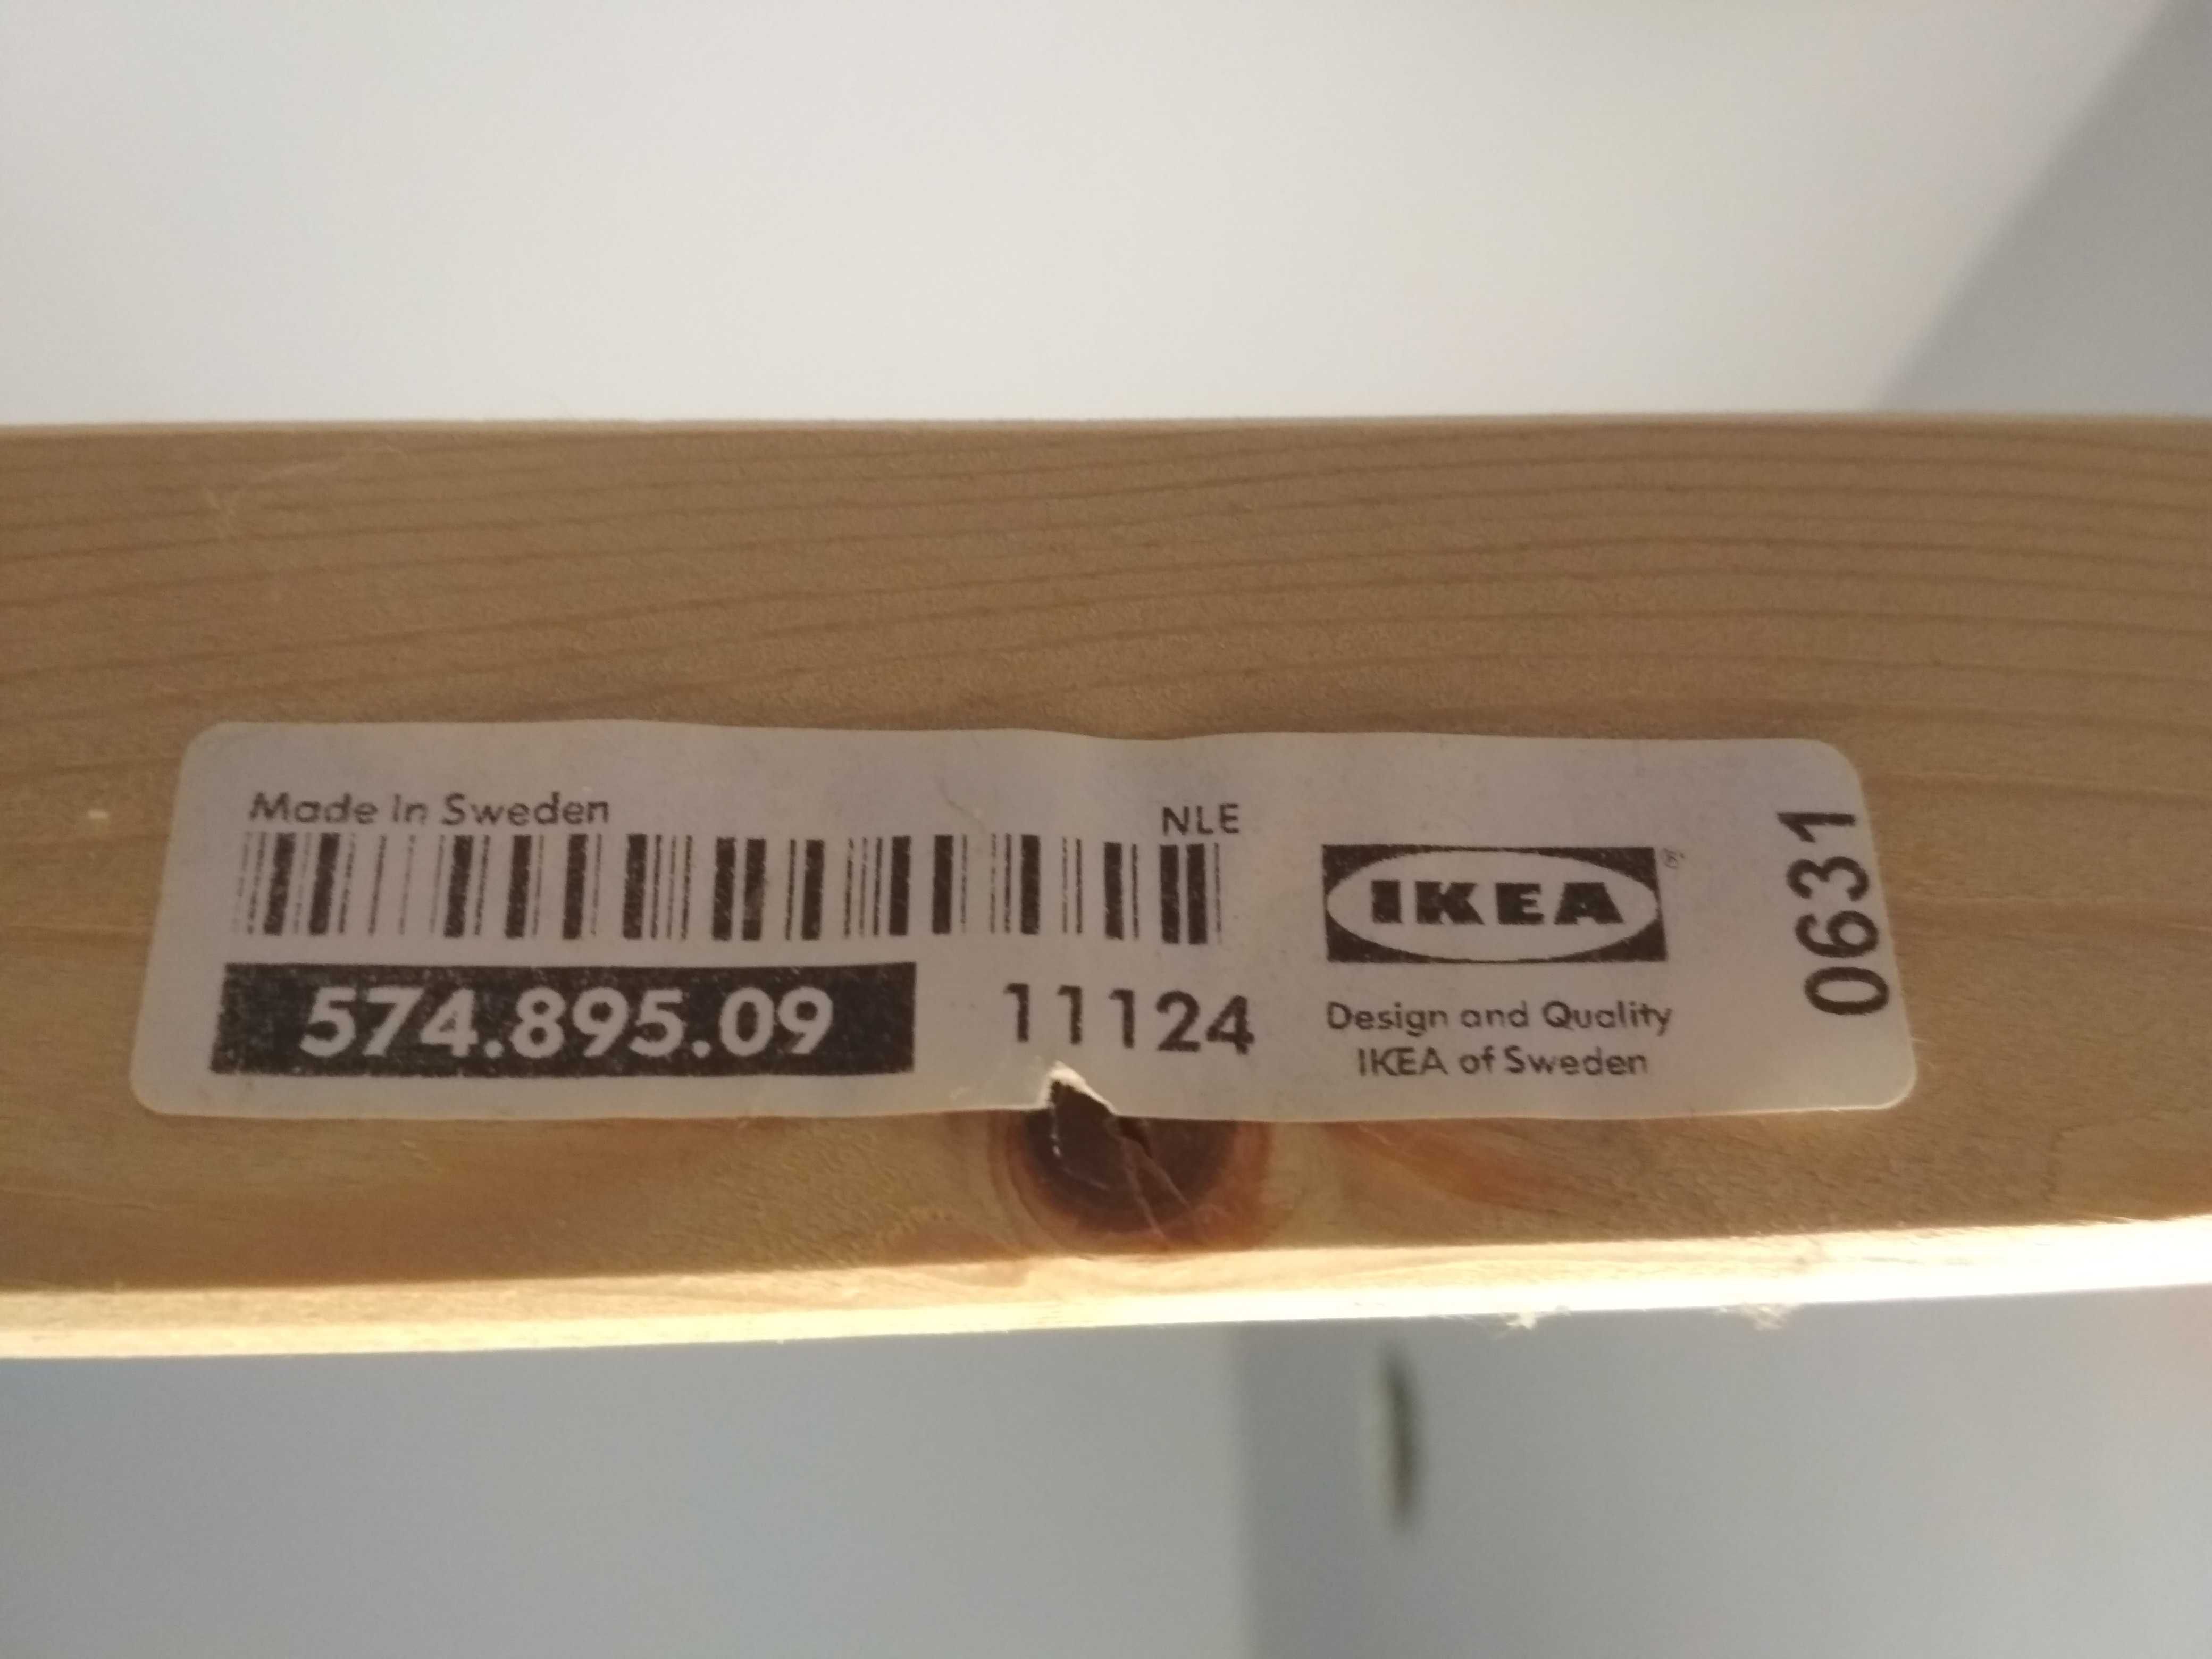 Made in Sweden
NLE
574.895.09
11124
IKEA®
Design and Quality
IKEA of Sweden
0631